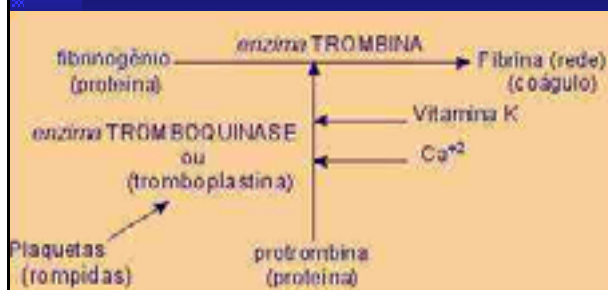 enzima TROMBINA
fibrinogênio
(proteína)
Fibrina (rede)
(coágulo)
Vitamina K
enzima TROMBOQUINASE
ou
(tromboplastina)
Ca+2
Plaquetas
(rompidas)
protrombina
(proteína)